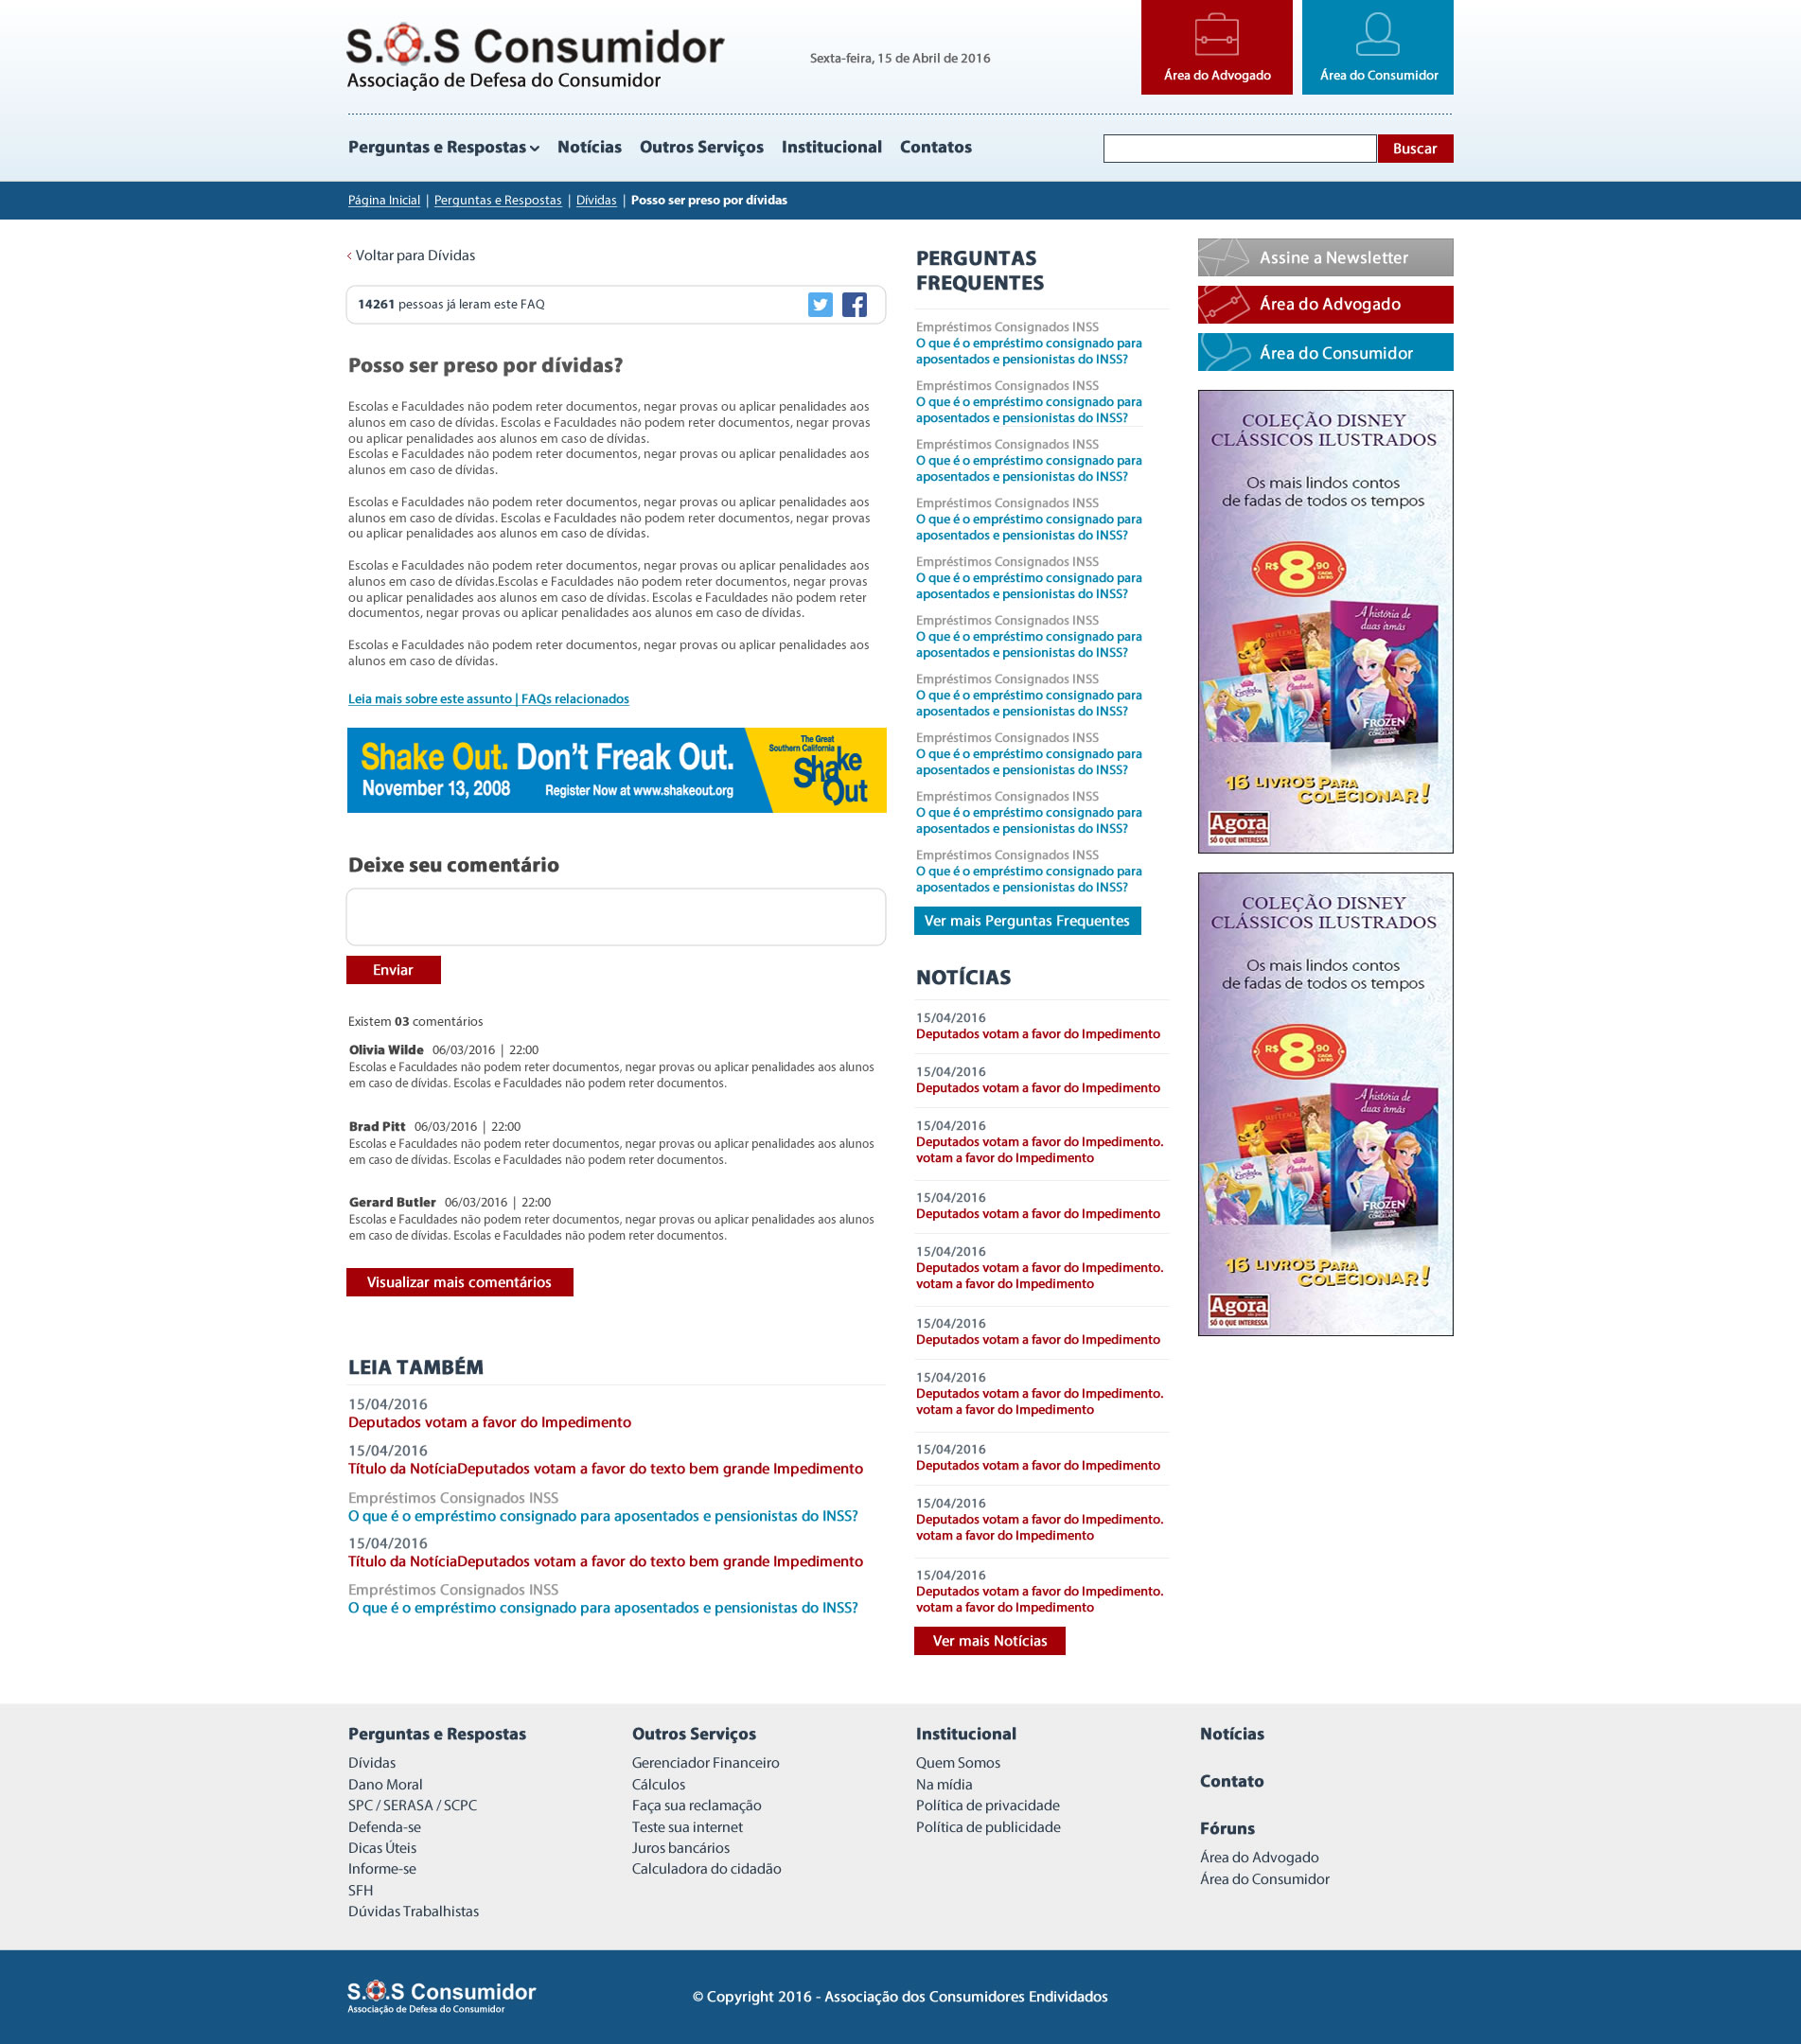 S.O.S Consumidor
Associação de Defesa do Consumidor
Sexta-feira, 15 de Abril de 2016
Área do Advogado
Área do Consumidor
Perguntas e Respostas
Notícias
Outros Serviços
Institucional
Contatos
Buscar
Página Inicial | Perguntas e Respostas | Dívidas | Posso ser preso por dívidas
Voltar para Dívidas
14261 pessoas já leram este FAQ
Posso ser preso por dívidas?
Escolas e Faculdades não podem reter documentos, negar provas ou aplicar penalidades aos
alunos em caso de dívidas. Escolas e Faculdades não podem reter documentos, negar provas
ou aplicar penalidades aos alunos em caso de dívidas.
Escolas e Faculdades não podem reter documentos, negar provas ou aplicar penalidades aos
alunos em caso de dívidas.
Escolas e Faculdades não podem reter documentos, negar provas ou aplicar penalidades aos
alunos em caso de dívidas. Escolas e Faculdades não podem reter documentos, negar provas
ou aplicar penalidades aos alunos em caso de dívidas.
Escolas e Faculdades não podem reter documentos, negar provas ou aplicar penalidades aos
alunos em caso de dívidas.Escolas e Faculdades não podem reter documentos, negar provas
ou aplicar penalidades aos alunos em caso de dívidas. Escolas e Faculdades não podem reter
documentos, negar provas ou aplicar penalidades aos alunos em caso de dívidas.
Escolas e Faculdades não podem reter documentos, negar provas ou aplicar penalidades aos
alunos em caso de dívidas.
Leia mais sobre este assunto | FAQs relacionados
Shake Out. Don't Freak Out.
November 13, 2008 Register Now at www.shakeout.org
The Great
Southern California
Shake
Out
Deixe seu comentário
Enviar
Existem 03 comentários
Olivia Wilde 06/03/2016 | 22:00
Escolas e Faculdades não podem reter documentos, negar provas ou aplicar penalidades aos alunos
em caso de dívidas. Escolas e Faculdades não podem reter documentos.
Brad Pitt 06/03/2016 | 22:00
Escolas e Faculdades não podem reter documentos, negar provas ou aplicar penalidades aos alunos
em caso de dívidas. Escolas e Faculdades não podem reter documentos.
Gerard Butler 06/03/2016 | 22:00
Escolas e Faculdades não podem reter documentos, negar provas ou aplicar penalidades aos alunos
em caso de dívidas. Escolas e Faculdades não podem reter documentos.
Visualizar mais comentários
LEIA TAMBÉM
15/04/2016
Deputados votam a favor do Impedimento
15/04/2016
Título da NotíciaDeputados votam a favor do texto bem grande Impedimento
Empréstimos Consignados INSS
O que é o empréstimo consignado para aposentados e pensionistas do INSS?
15/04/2016
Título da NotíciaDeputados votam a favor do texto bem grande Impedimento
Empréstimos Consignados INSS
O que é o empréstimo consignado para aposentados e pensionistas do INSS?
PERGUNTAS
FREQUENTES
Empréstimos Consignados INSS
O que é o empréstimo consignado para
aposentados e pensionistas do INSS?
Empréstimos Consignados INSS
O que é o empréstimo consignado para
aposentados e pensionistas do INSS?
Empréstimos Consignados INSS
O que é o empréstimo consignado para
aposentados e pensionistas do INSS?
Empréstimos Consignados INSS
O que é o empréstimo consignado para
aposentados e pensionistas do INSS?
Empréstimos Consignados INSS
O que é o empréstimo consignado para
aposentados e pensionistas do INSS?
Empréstimos Consignados INSS
O que é o empréstimo consignado para
aposentados e pensionistas do INSS?
Empréstimos Consignados INSS
O que é o empréstimo consignado para
aposentados e pensionistas do INSS?
Empréstimos Consignados INSS
O que é o empréstimo consignado para
aposentados e pensionistas do INSS?
Empréstimos Consignados INSS
O que é o empréstimo consignado para
aposentados e pensionistas do INSS?
Empréstimos Consignados INSS
O que é o empréstimo consignado para
aposentados e pensionistas do INSS?
Ver mais Perguntas Frequentes
NOTÍCIAS
15/04/2016
Deputados votam a favor do Impedimento
15/04/2016
Deputados votam a favor do Impedimento
15/04/2016
Deputados votam a favor do Impedimento.
votam a favor do Impedimento
15/04/2016
Deputados votam a favor do Impedimento
15/04/2016
Deputados votam a favor do Impedimento.
votam a favor do Impedimento
15/04/2016
Deputados votam a favor do Impedimento
15/04/2016
Deputados votam a favor do Impedimento.
votam a favor do Impedimento
15/04/2016
Deputados votam a favor do Impedimento
15/04/2016
Deputados votam a favor do Impedimento.
votam a favor do Impedimento
15/04/2016
Deputados votam a favor do Impedimento.
votam a favor do Impedimento
Ver mais Notícias
Assine a Newsletter
Área do Advogado
Área do Consumidor
COLEÇÃO DISNEY
CLÁSSICOS ILUSTRADOS
Os mais lindos contos
de fadas de todos os tempos
R$8,90
CADA LIVRO
A história de
duas irmãs
Cinderela
FROZEN
16 LIVROS PARA
COLECIONAR!
Agora
SÓ O QUE INTERESSA
COLEÇÃO DISNEY
CLÁSSICOS ILUSTRADOS
Os mais lindos contos
de fadas de todos os tempos
R$8,90
CADA LIVRO
A história de
duas irmãs
Cinderela
FROZEN
16 LIVROS PARA
COLECIONAR!
Agora
SÓ O QUE INTERESSA
Perguntas e Respostas
Dívidas
Dano Moral
SPC / SERASA / SCPC
Defenda-se
Dicas Úteis
Informe-se
SFH
Dúvidas Trabalhistas
Outros Serviços
Gerenciador Financeiro
Cálculos
Faça sua reclamação
Teste sua internet
Juros bancários
Calculadora do cidadão
Institucional
Quem Somos
Na mídia
Política de privacidade
Política de publicidade
Notícias
Contato
Fóruns
Área do Advogado
Área do Consumidor
S.O.S Consumidor
Associação de Defesa do Consumidor
© Copyright 2016 - Associação dos Consumidores Endividados